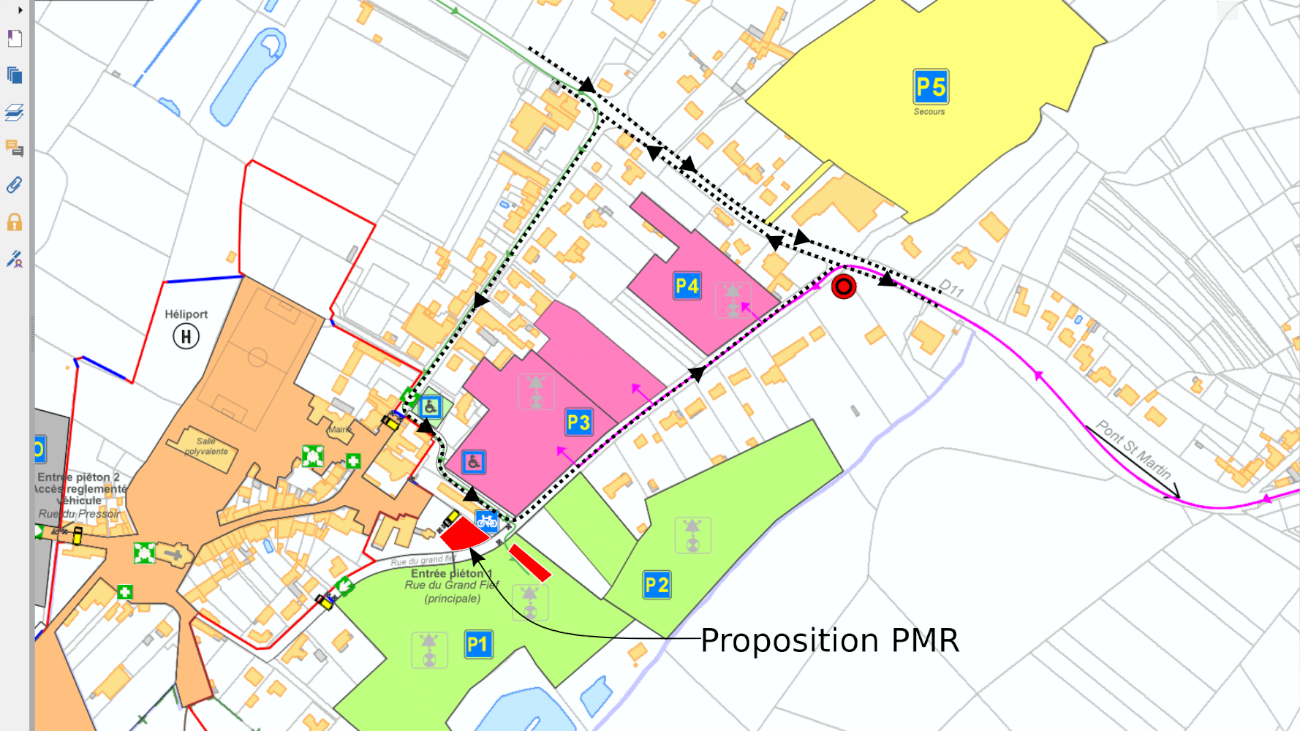 P5
Secours
D11
P4
Héliport
H
P3
Mairie
Salle
polyvalente
Entrée piéton 2
Accès reglementé
véhicule
Rue du Pressoir
Pont St Martin
Rue du grand fief
Entrée piéton 1
Rue du Grand Fief
(principale)
P2
P1
Proposition PMR